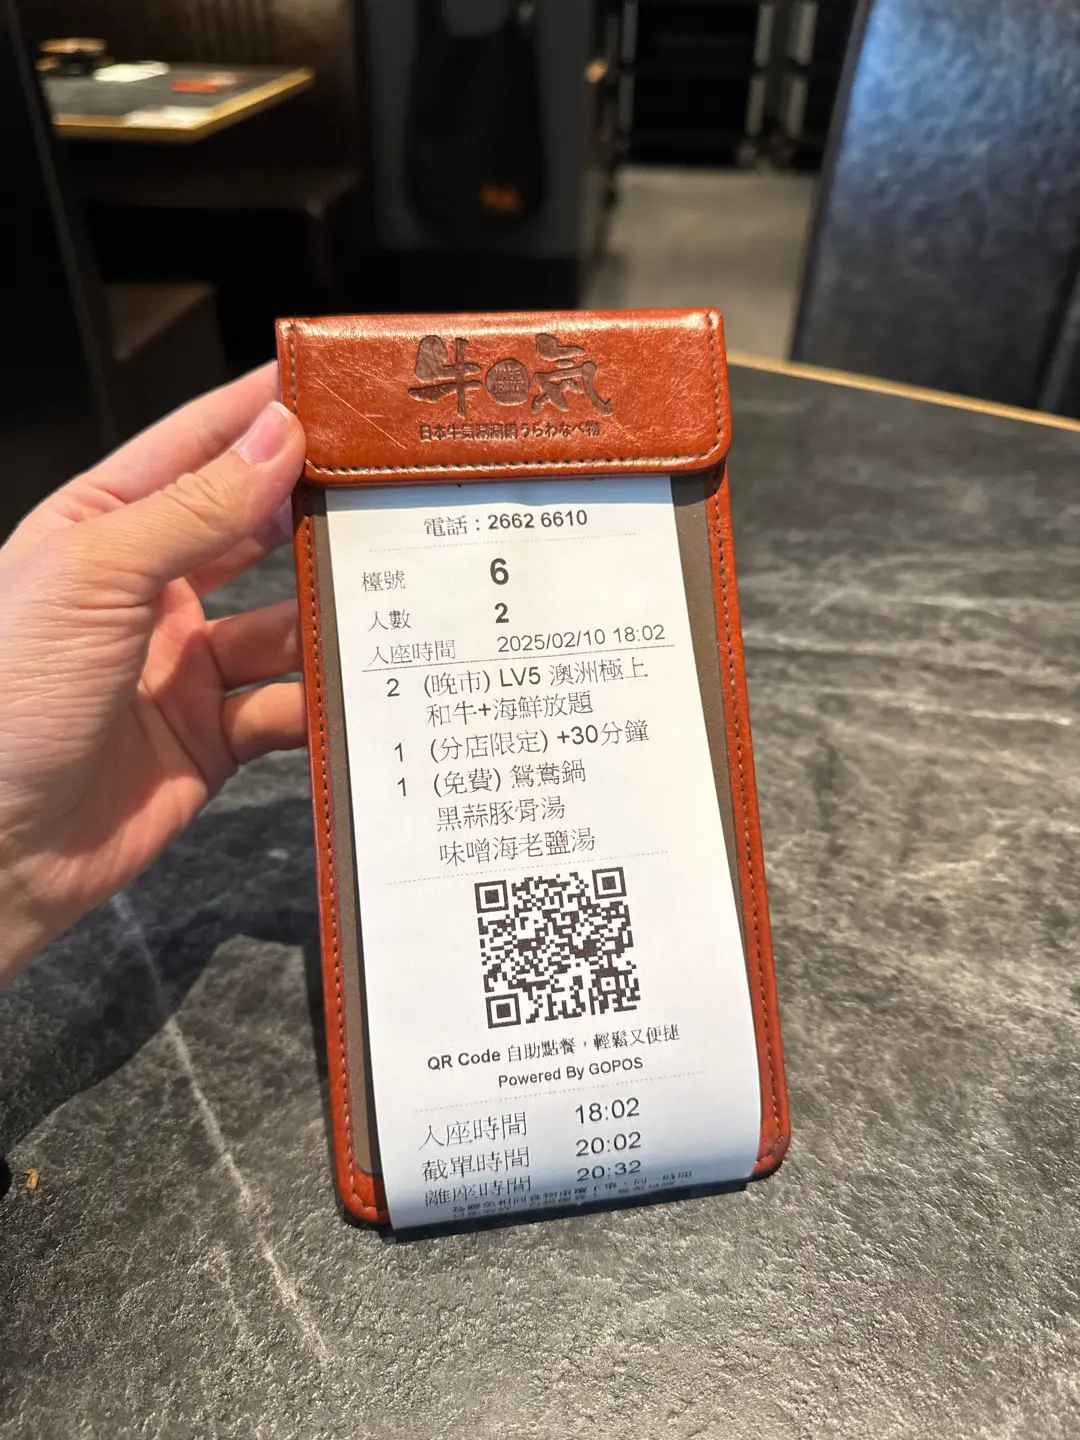 牛氣
日本牛気涮涮鍋うらわなべ物
電話：2662 6610
檯號 6
人數 2
入座時間 2025/02/10 18:02
2 (晚市) LV5 澳洲極上
和牛+海鮮放題
1 (分店限定) +30分鐘
1 (免費) 鴛鴦鍋
黑蒜豚骨湯
味噌海老鹽湯
QR Code 自助點餐，輕鬆又便捷
Powered By GOPOS
入座時間 18:02
截單時間 20:02
離座時間 20:32